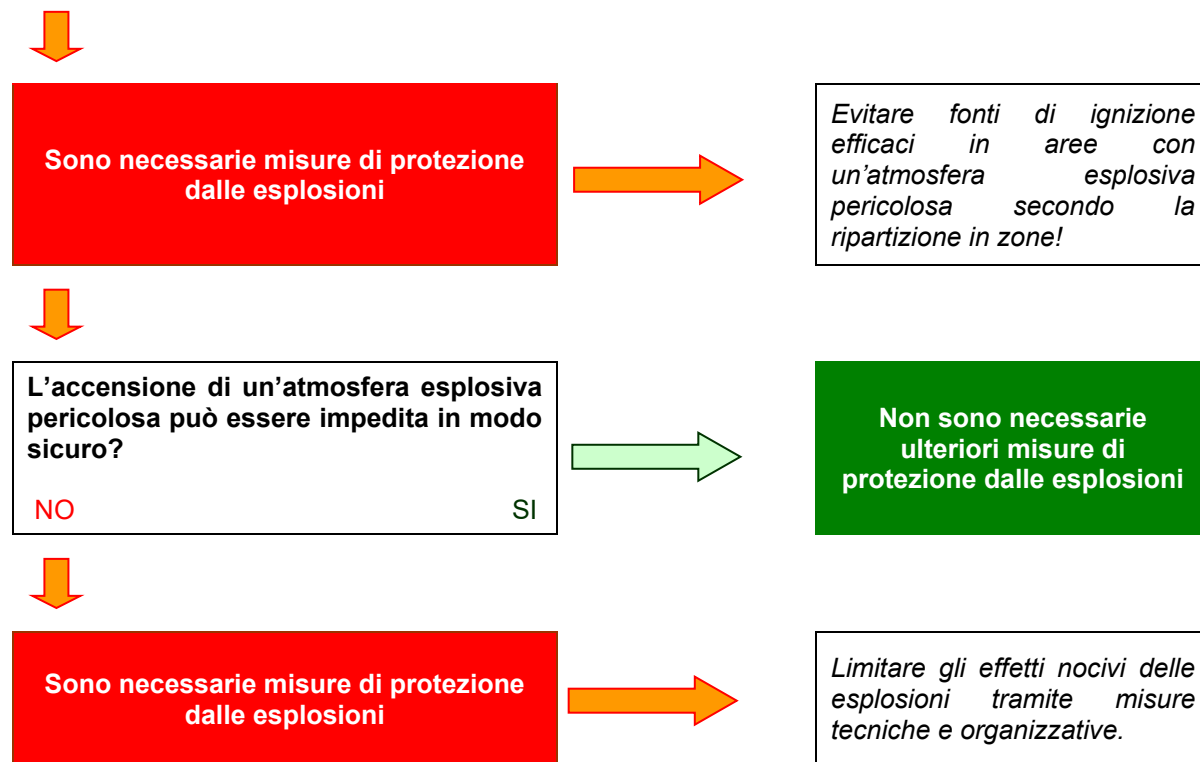 Sono necessarie misure di protezione
dalle esplosioni
Evitare fonti di ignizione
efficaci in aree con
un'atmosfera esplosiva
pericolosa secondo la
ripartizione in zone!
L'accensione di un'atmosfera esplosiva
pericolosa può essere impedita in modo
sicuro?
NO SI
Non sono necessarie
ulteriori misure di
protezione dalle esplosioni
Sono necessarie misure di protezione
dalle esplosioni
Limitare gli effetti nocivi delle
esplosioni tramite misure
tecniche e organizzative.